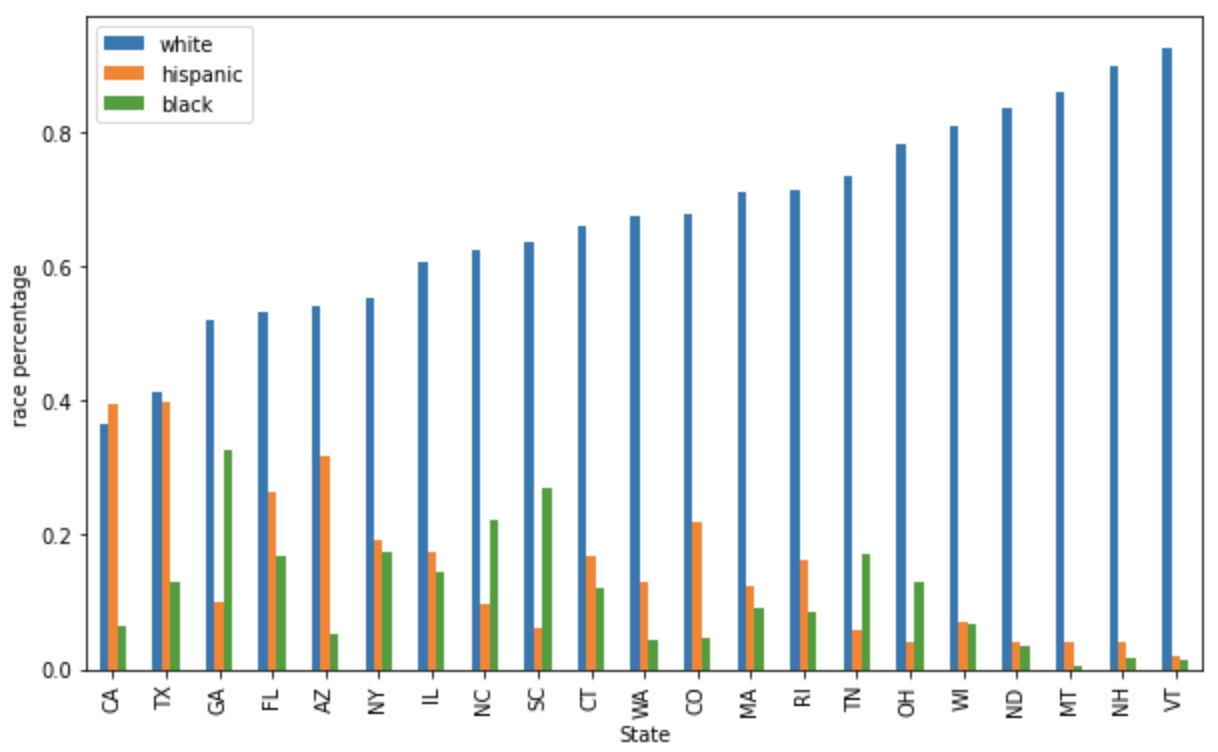 white
hispanic
black
0.8
0.6
0.4
0.2
0.0
race percentage
CA TX GA FL AZ NY IL NC SC CT WA CO MA RI TN OH WI ND MT NH VT
State